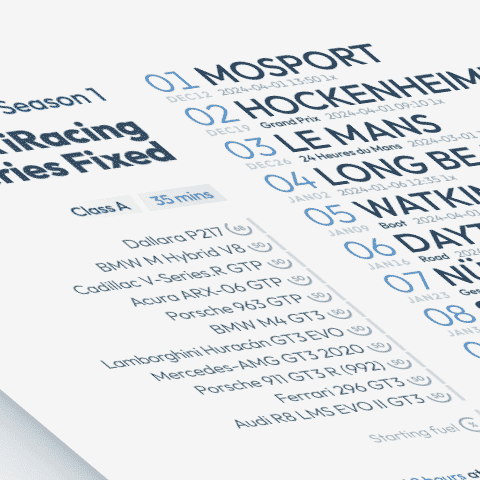 Season 1
iRacing
ries Fixed
Class A 35 mins
Dallara P217
BMW M Hybrid V8 50
Cadillac V-Series.R GTP 50
Acura ARX-06 GTP 50
Porsche 963 GTP 50
BMW M4 GT3 50
Lamborghini Huracán GT3 EVO 50
Mercedes-AMG GT3 2020 50
Porsche 911 GT3 R (992) 50
Ferrari 296 GT3 50
Audi R8 LMS EVO II GT3 50
Starting fuel
hours at
01 MOSPORT
DEC12 2024-04-01 13:50 1x
02 HOCKENHEIM
DEC19 Grand Prix 2024-04-01 09:10 1x
03 LE MANS
DEC26 24 Heures du Mans 2024-03-01
04 LONG BE
JAN02 2024-01-06 12:35 1x
05 WATKIN
JAN09 Boot 2024-04-01
06 DAYT
JAN16 Road 202
07 NÜ
JAN23 Ges
08
JAN3